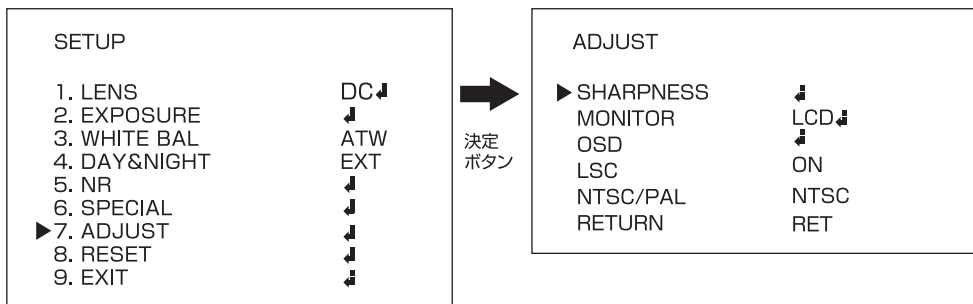 SETUP
1. LENS DC↲
2. EXPOSURE ↲
3. WHITE BAL ATW
4. DAY&NIGHT EXT
5. NR ↲
6. SPECIAL ↲
▶7. ADJUST ↲
8. RESET ↲
9. EXIT ↲
決定
ボタン
ADJUST
▶SHARPNESS ↲
MONITOR LCD↲
OSD ↲
LSC ON
NTSC/PAL NTSC
RETURN RET